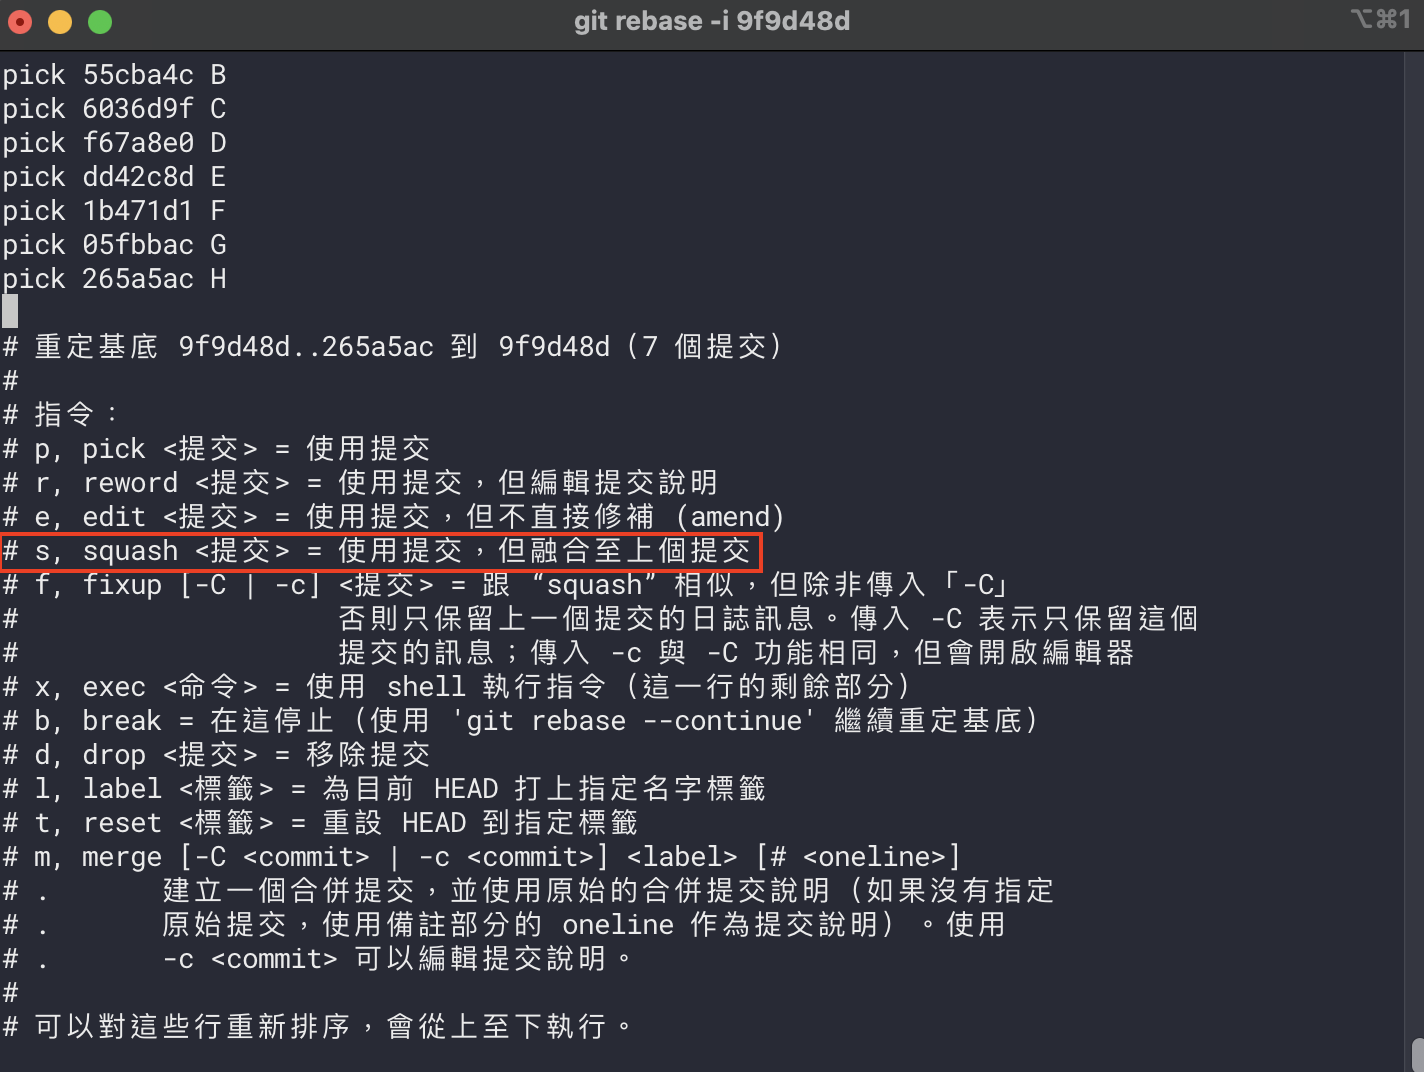 git rebase -i 9f9d48d
⌥⌘1
pick 55cba4c B
pick 6036d9f C
pick f67a8e0 D
pick dd42c8d E
pick 1b471d1 F
pick 05fbbac G
pick 265a5ac H
# 重定基底 9f9d48d..265a5ac 到 9f9d48d（7 個提交）
#
# 指令：
# p, pick <提交> = 使用提交
# r, reword <提交> = 使用提交，但編輯提交說明
# e, edit <提交> = 使用提交，但不直接修補 (amend)
# s, squash <提交> = 使用提交，但融合至上個提交
# f, fixup [-C | -c] <提交> = 跟 “squash” 相似，但除非傳入「-C」
#                    否則只保留上一個提交的日誌訊息。傳入 -C 表示只保留這個
#                    提交的訊息；傳入 -c 與 -C 功能相同，但會開啟編輯器
# x, exec <命令> = 使用 shell 執行指令（這一行的剩餘部分）
# b, break = 在這停止（使用 'git rebase --continue' 繼續重定基底）
# d, drop <提交> = 移除提交
# l, label <標籤> = 為目前 HEAD 打上指定名字標籤
# t, reset <標籤> = 重設 HEAD 到指定標籤
# m, merge [-C <commit> | -c <commit>] <label> [# <oneline>]
# .       建立一個合併提交，並使用原始的合併提交說明（如果沒有指定
# .       原始提交，使用備註部分的 oneline 作為提交說明）。使用
# .       -c <commit> 可以編輯提交說明。
#
# 可以對這些行重新排序，會從上至下執行。